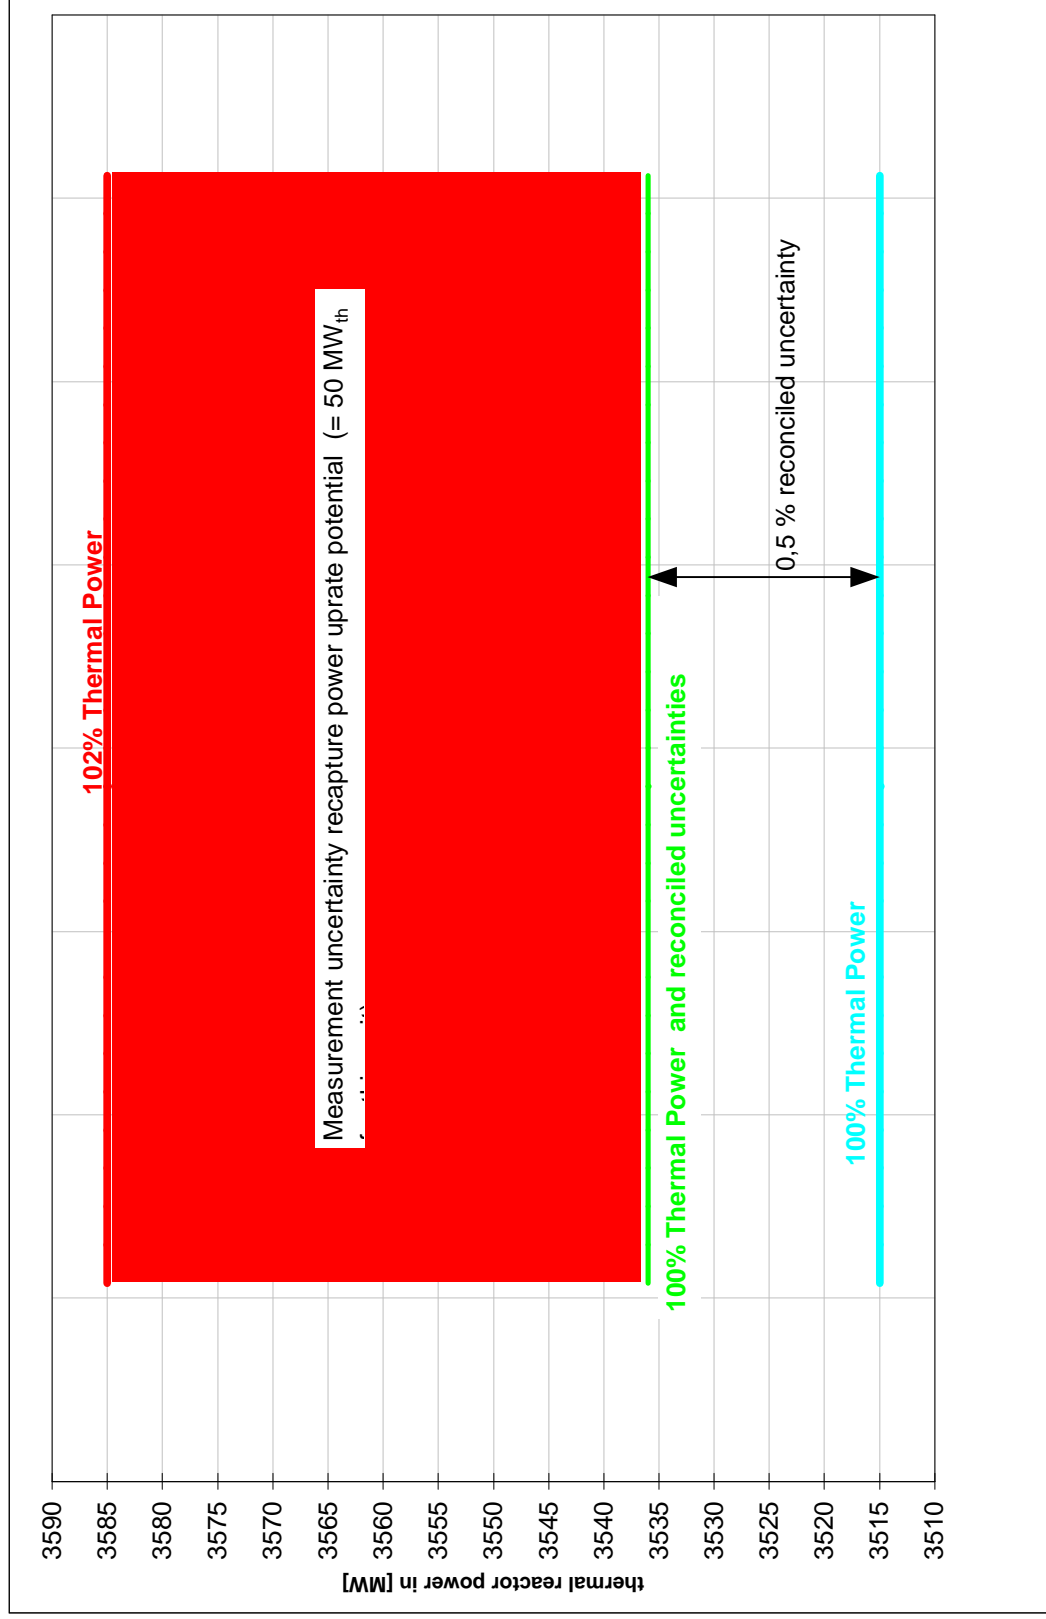 102% Thermal Power
Measurement uncertainty recapture power uprate potential (= 50 MWth
100% Thermal Power and reconciled uncertainties
0,5 % reconciled uncertainty
100% Thermal Power
3590
3585
3580
3575
3570
3565
3560
3555
3550
3545
3540
3535
3530
3525
3520
3515
3510
thermal reactor power in [MW]